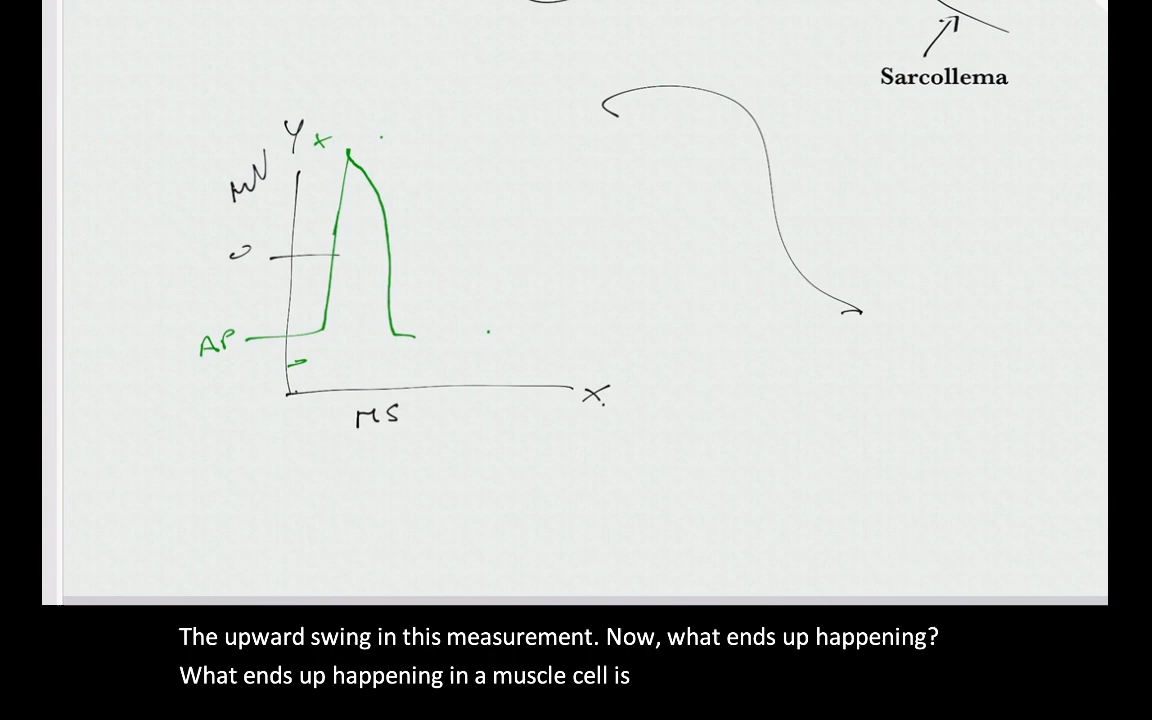 Sarcollema
Y +
MV
0
AP
X
MS
The upward swing in this measurement. Now, what ends up happening?
What ends up happening in a muscle cell is